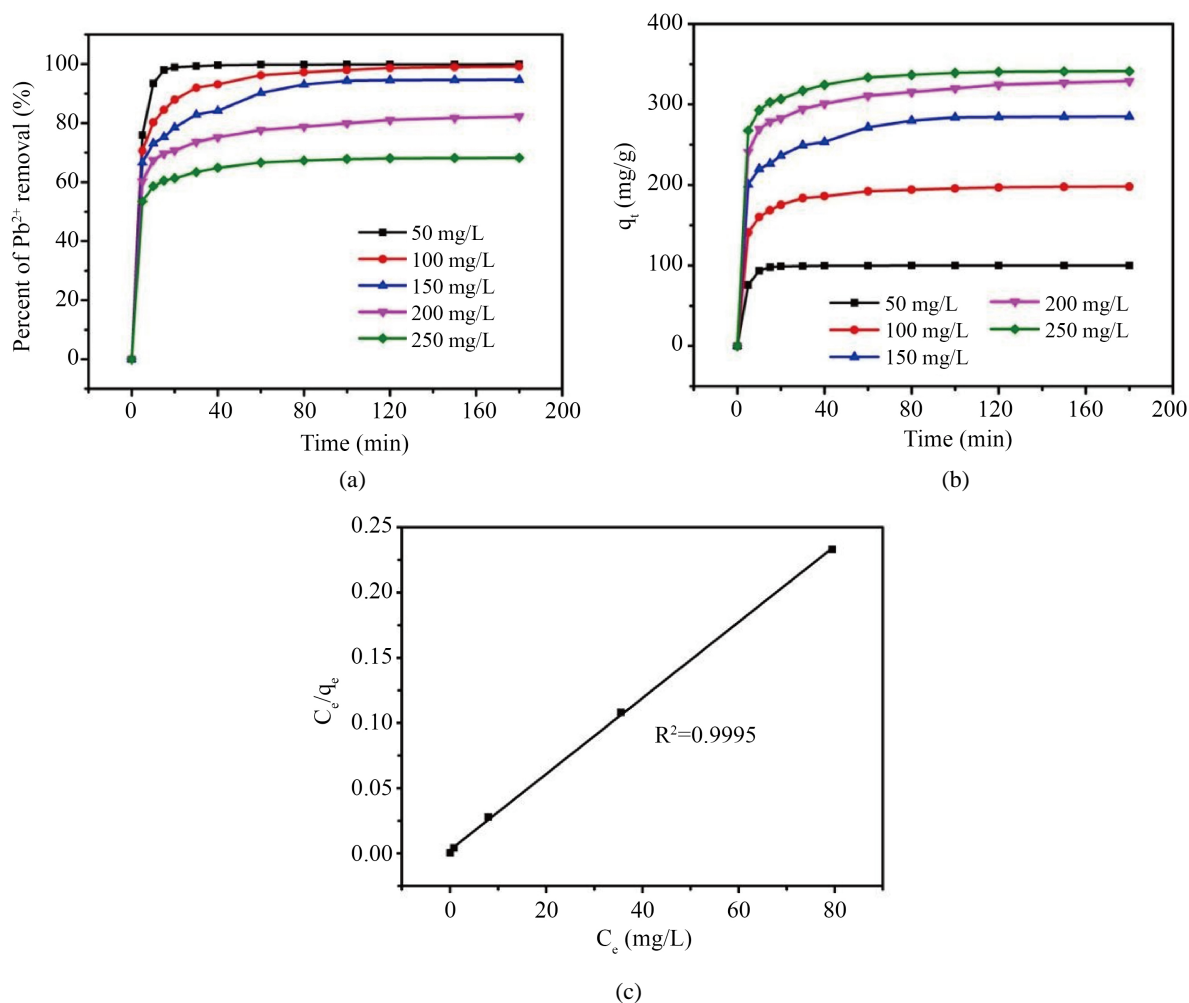 100
80
60
40
20
0
Percent of Pb²⁺ removal (%)
50 mg/L
100 mg/L
150 mg/L
200 mg/L
250 mg/L
0 40 80 120 160 200
Time (min)
(a)
400
300
200
100
0
qₜ (mg/g)
50 mg/L 200 mg/L
100 mg/L 250 mg/L
150 mg/L
0 40 80 120 160 200
Time (min)
(b)
0.25
0.20
0.15
0.10
0.05
0.00
Cₑ/qₑ
R²=0.9995
0 20 40 60 80
Cₑ (mg/L)
(c)